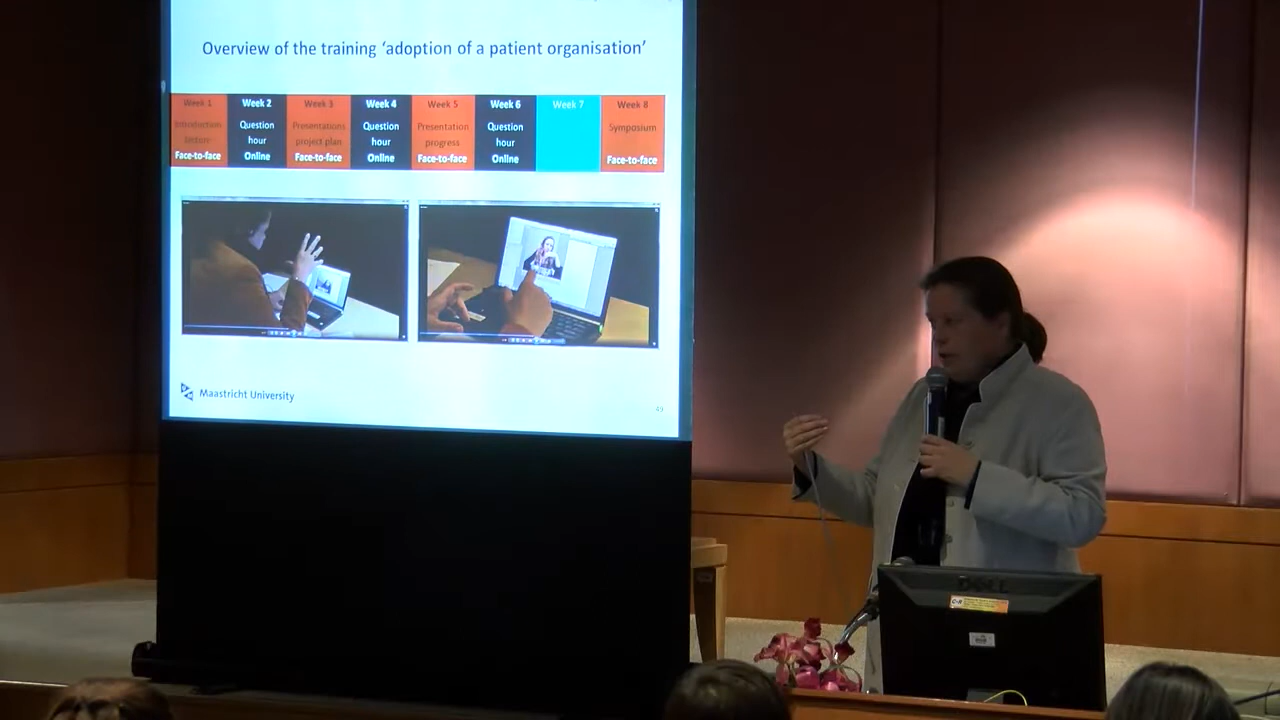 Overview of the training 'adoption of a patient organisation'
Week 1
Introduction
Face-to-face
Week 2
Question
hour
Online
Week 3
Presentations
project plan
Face-to-face
Week 4
Question
hour
Online
Week 5
Presentation
progress
Face-to-face
Week 6
Question
hour
Online
Week 7
Week 8
Symposium
Face-to-face
Maastricht University
49
DELL